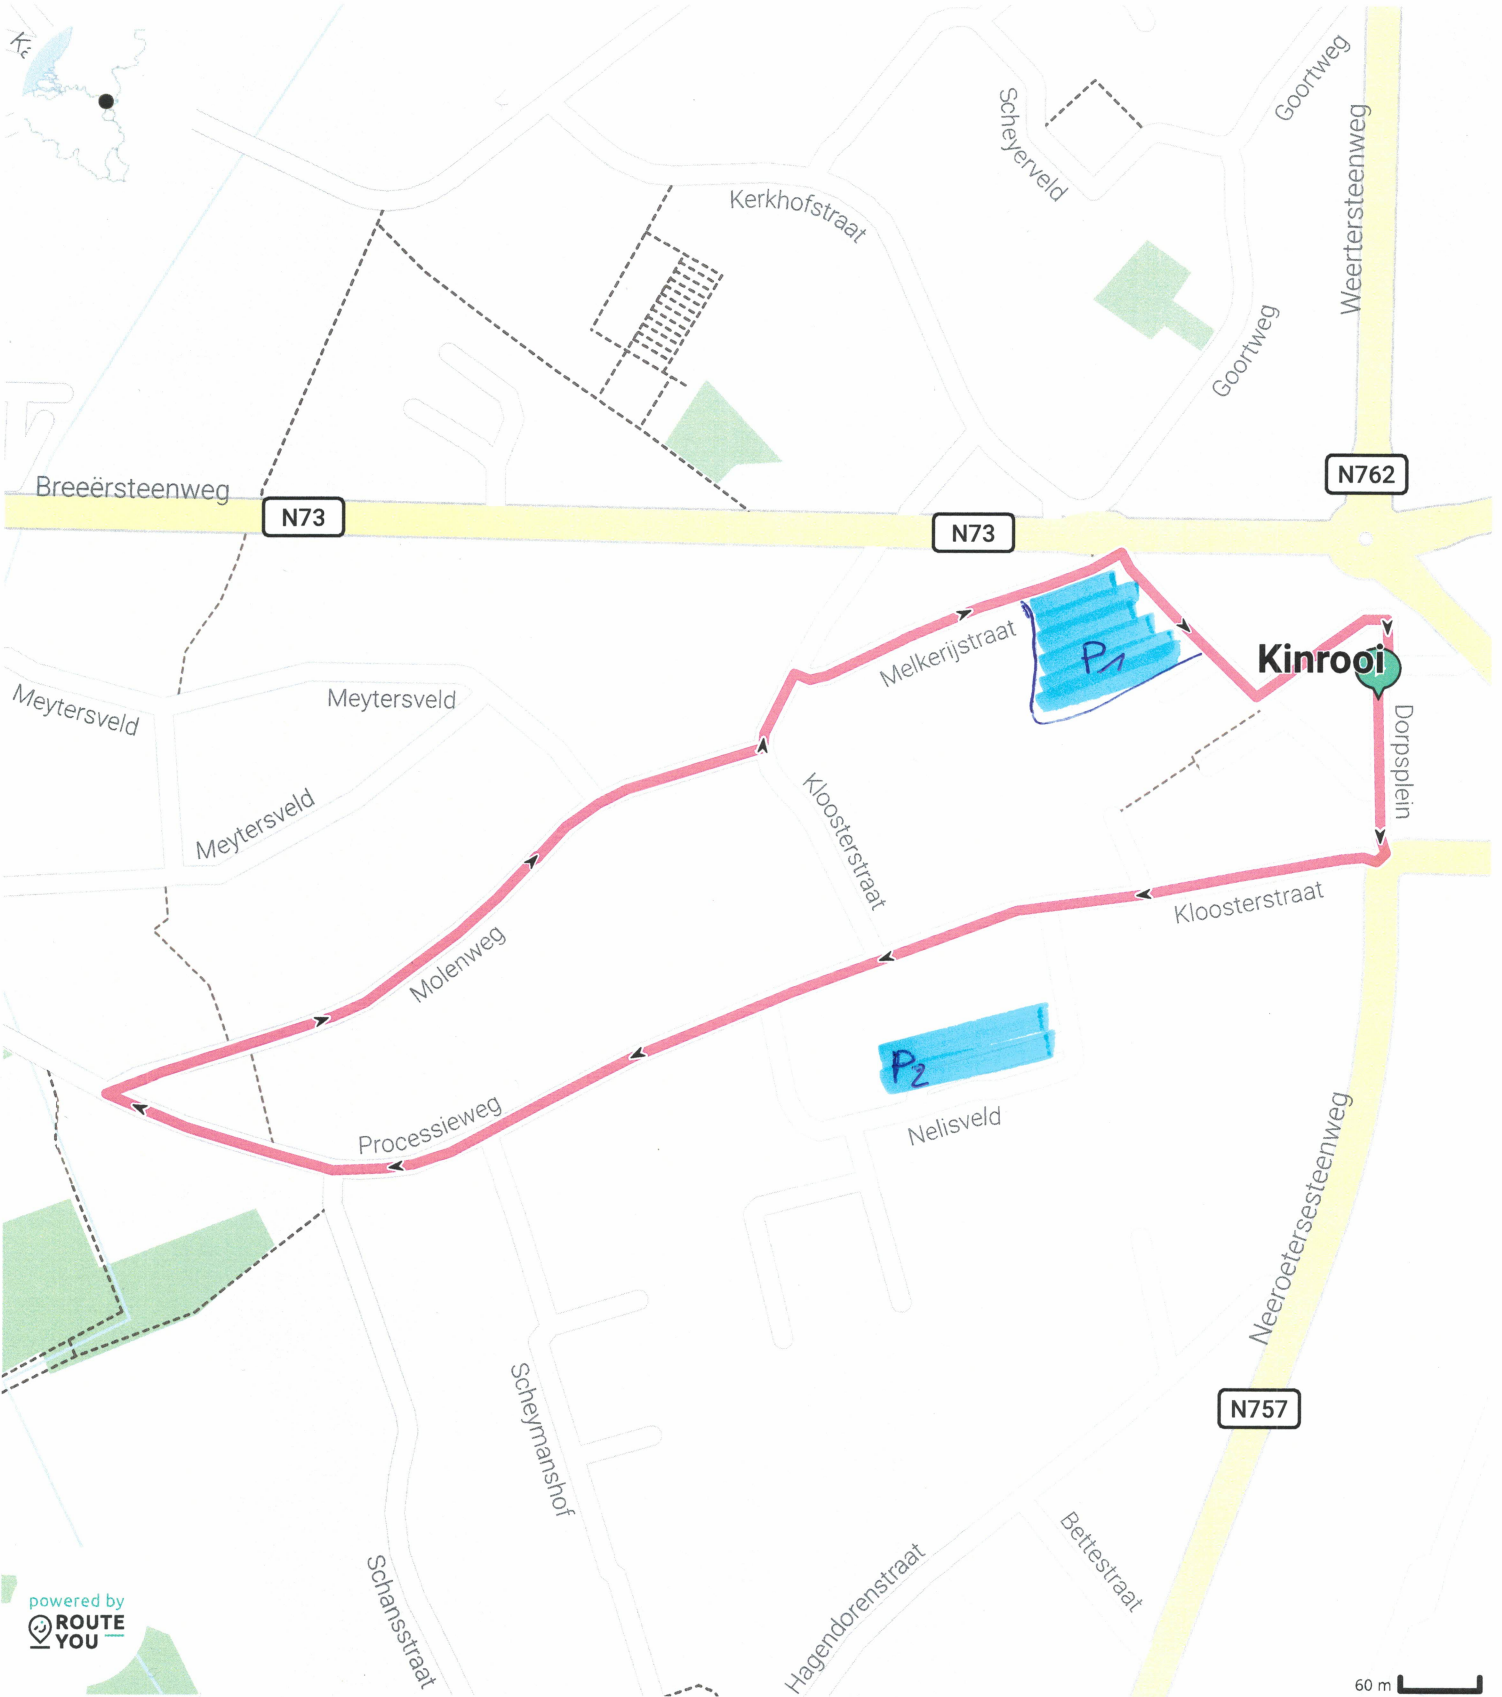 Goortweg
Scheyerveld
Weertersteenweg
Kerkhofstraat
Goortweg
N762
Breeërsteenweg
N73
N73
Melkerijstraat
P1
Kinrooi
Meytersveld
Meytersveld
Dorpsplein
Meytersveld
Kloosterstraat
Kloosterstraat
Molenweg
P2
Processieweg
Nelisveld
Neeroetersesteenweg
N757
Scheymanshof
Bettestraat
Hagendorenstraat
Schansstraat
powered by
ROUTE
YOU
60 m